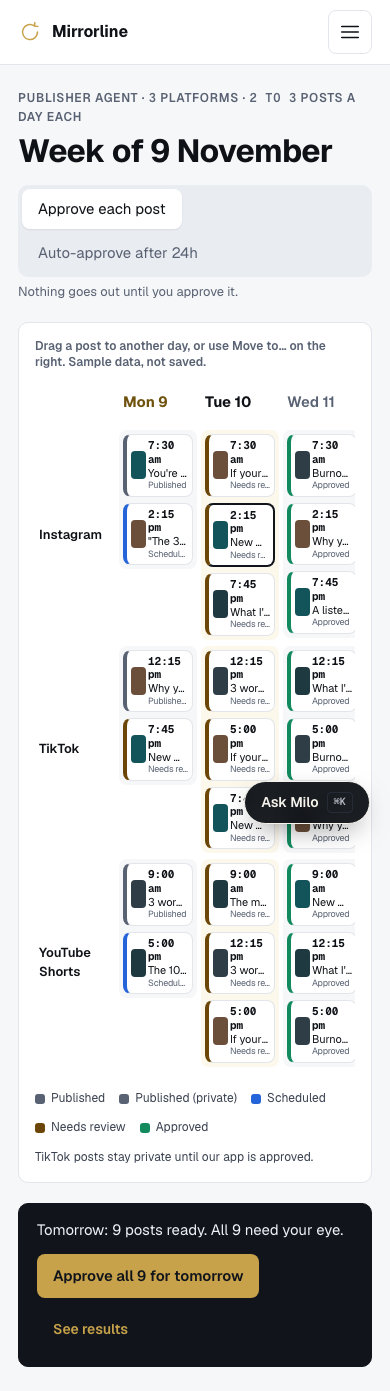 Mirrorline
PUBLISHER AGENT · 3 PLATFORMS · 2 TO 3 POSTS A
DAY EACH
Week of 9 November
Approve each post
Auto-approve after 24h
Nothing goes out until you approve it.
Drag a post to another day, or use Move to… on the
right. Sample data, not saved.
Mon 9 Tue 10 Wed 11
Instagram
7:30 am
You're …
Published
2:15 pm
"The 3…
Schedul…
7:30 am
If your…
Needs re…
2:15 pm
New …
Needs r…
7:45 pm
What I'…
Needs re…
7:30 am
Burno…
Approved
2:15 pm
Why y…
Approved
7:45 pm
A liste…
Approved
TikTok
12:15 pm
Why y…
Publishe…
7:45 pm
New …
Needs re…
12:15 pm
3 wor…
Needs re…
5:00 pm
If your…
Needs re…
pm
New …
Needs re…
12:15 pm
What I'…
Approved
5:00 pm
Burno…
Approved
Why y…
Approved
Ask Milo ⌘K
YouTube
Shorts
9:00 am
3 wor…
Published
5:00 pm
The 10…
Schedul…
9:00 am
The m…
Needs re…
12:15 pm
3 wor…
Needs re…
5:00 pm
If your…
Needs re…
9:00 am
New …
Approved
12:15 pm
What I'…
Approved
5:00 pm
Burno…
Approved
Published Published (private) Scheduled
Needs review Approved
TikTok posts stay private until our app is approved.
Tomorrow: 9 posts ready. All 9 need your eye.
Approve all 9 for tomorrow
See results